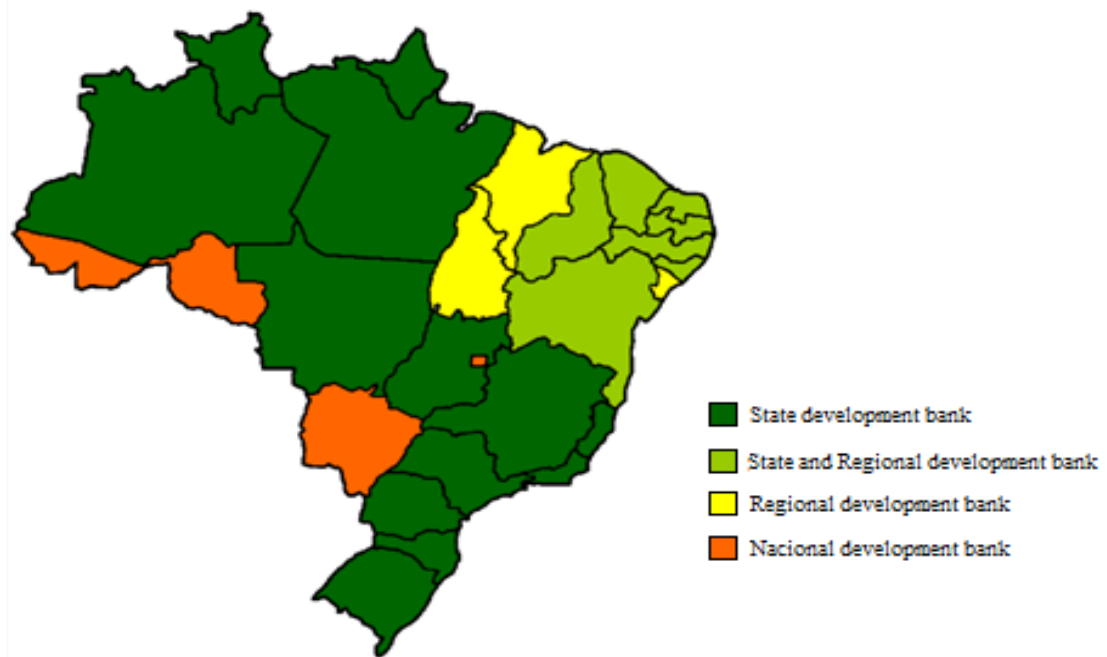 State development bank
State and Regional development bank
Regional development bank
Nacional development bank